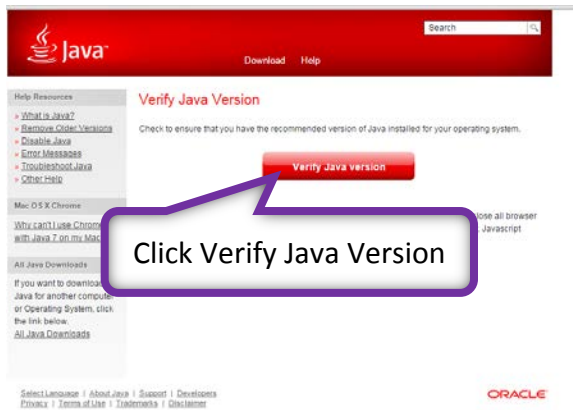 Search
Java™
Download Help
Help Resources
» What is Java?
» Remove Older Versions
» Disable Java
» Error Messages
» Troubleshoot Java
» Other Help
Mac OS X Chrome
Why can't I use Chrome
with Java 7 on my Mac
All Java Downloads
If you want to download
Java for another computer
or Operating System, click
the link below.
All Java Downloads
Verify Java Version
Check to ensure that you have the recommended version of Java installed for your operating system.
Verify Java version
lose all browser
Javascript
Click Verify Java Version
Select Language | About Java | Support | Developers
Privacy | Terms of Use | Trademarks | Disclaimer
ORACLE